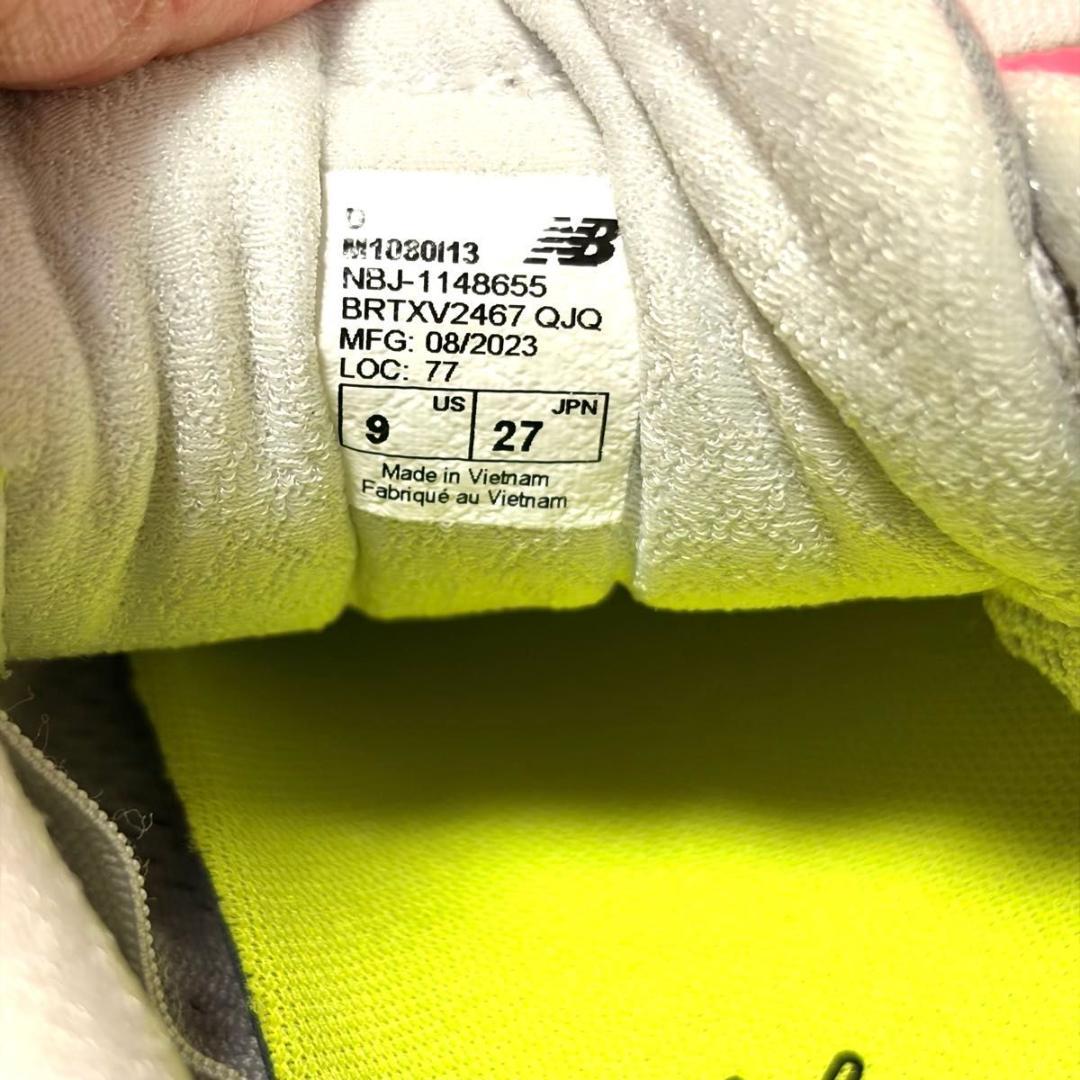 D
M1080I13
NB
NBJ-1148655
BRTXV2467 QJQ
MFG: 08/2023
LOC: 77
US JPN
9 27
Made in Vietnam
Fabriqué au Vietnam